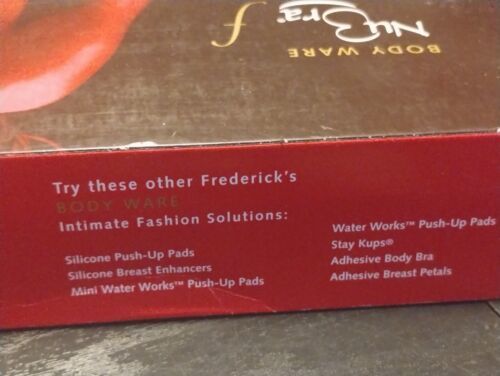 NuBra®
f
BODY WARE
Try these other Frederick's
BODY WARE
Intimate Fashion Solutions:
Silicone Push-Up Pads
Silicone Breast Enhancers
Mini Water Works™ Push-Up Pads
Water Works™ Push-Up Pads
Stay Kups®
Adhesive Body Bra
Adhesive Breast Petals